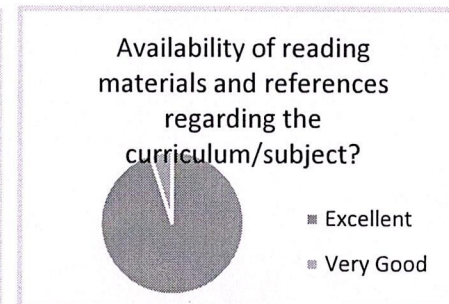 Availability of reading
materials and references
regarding the
curriculum/subject?
Excellent
Very Good